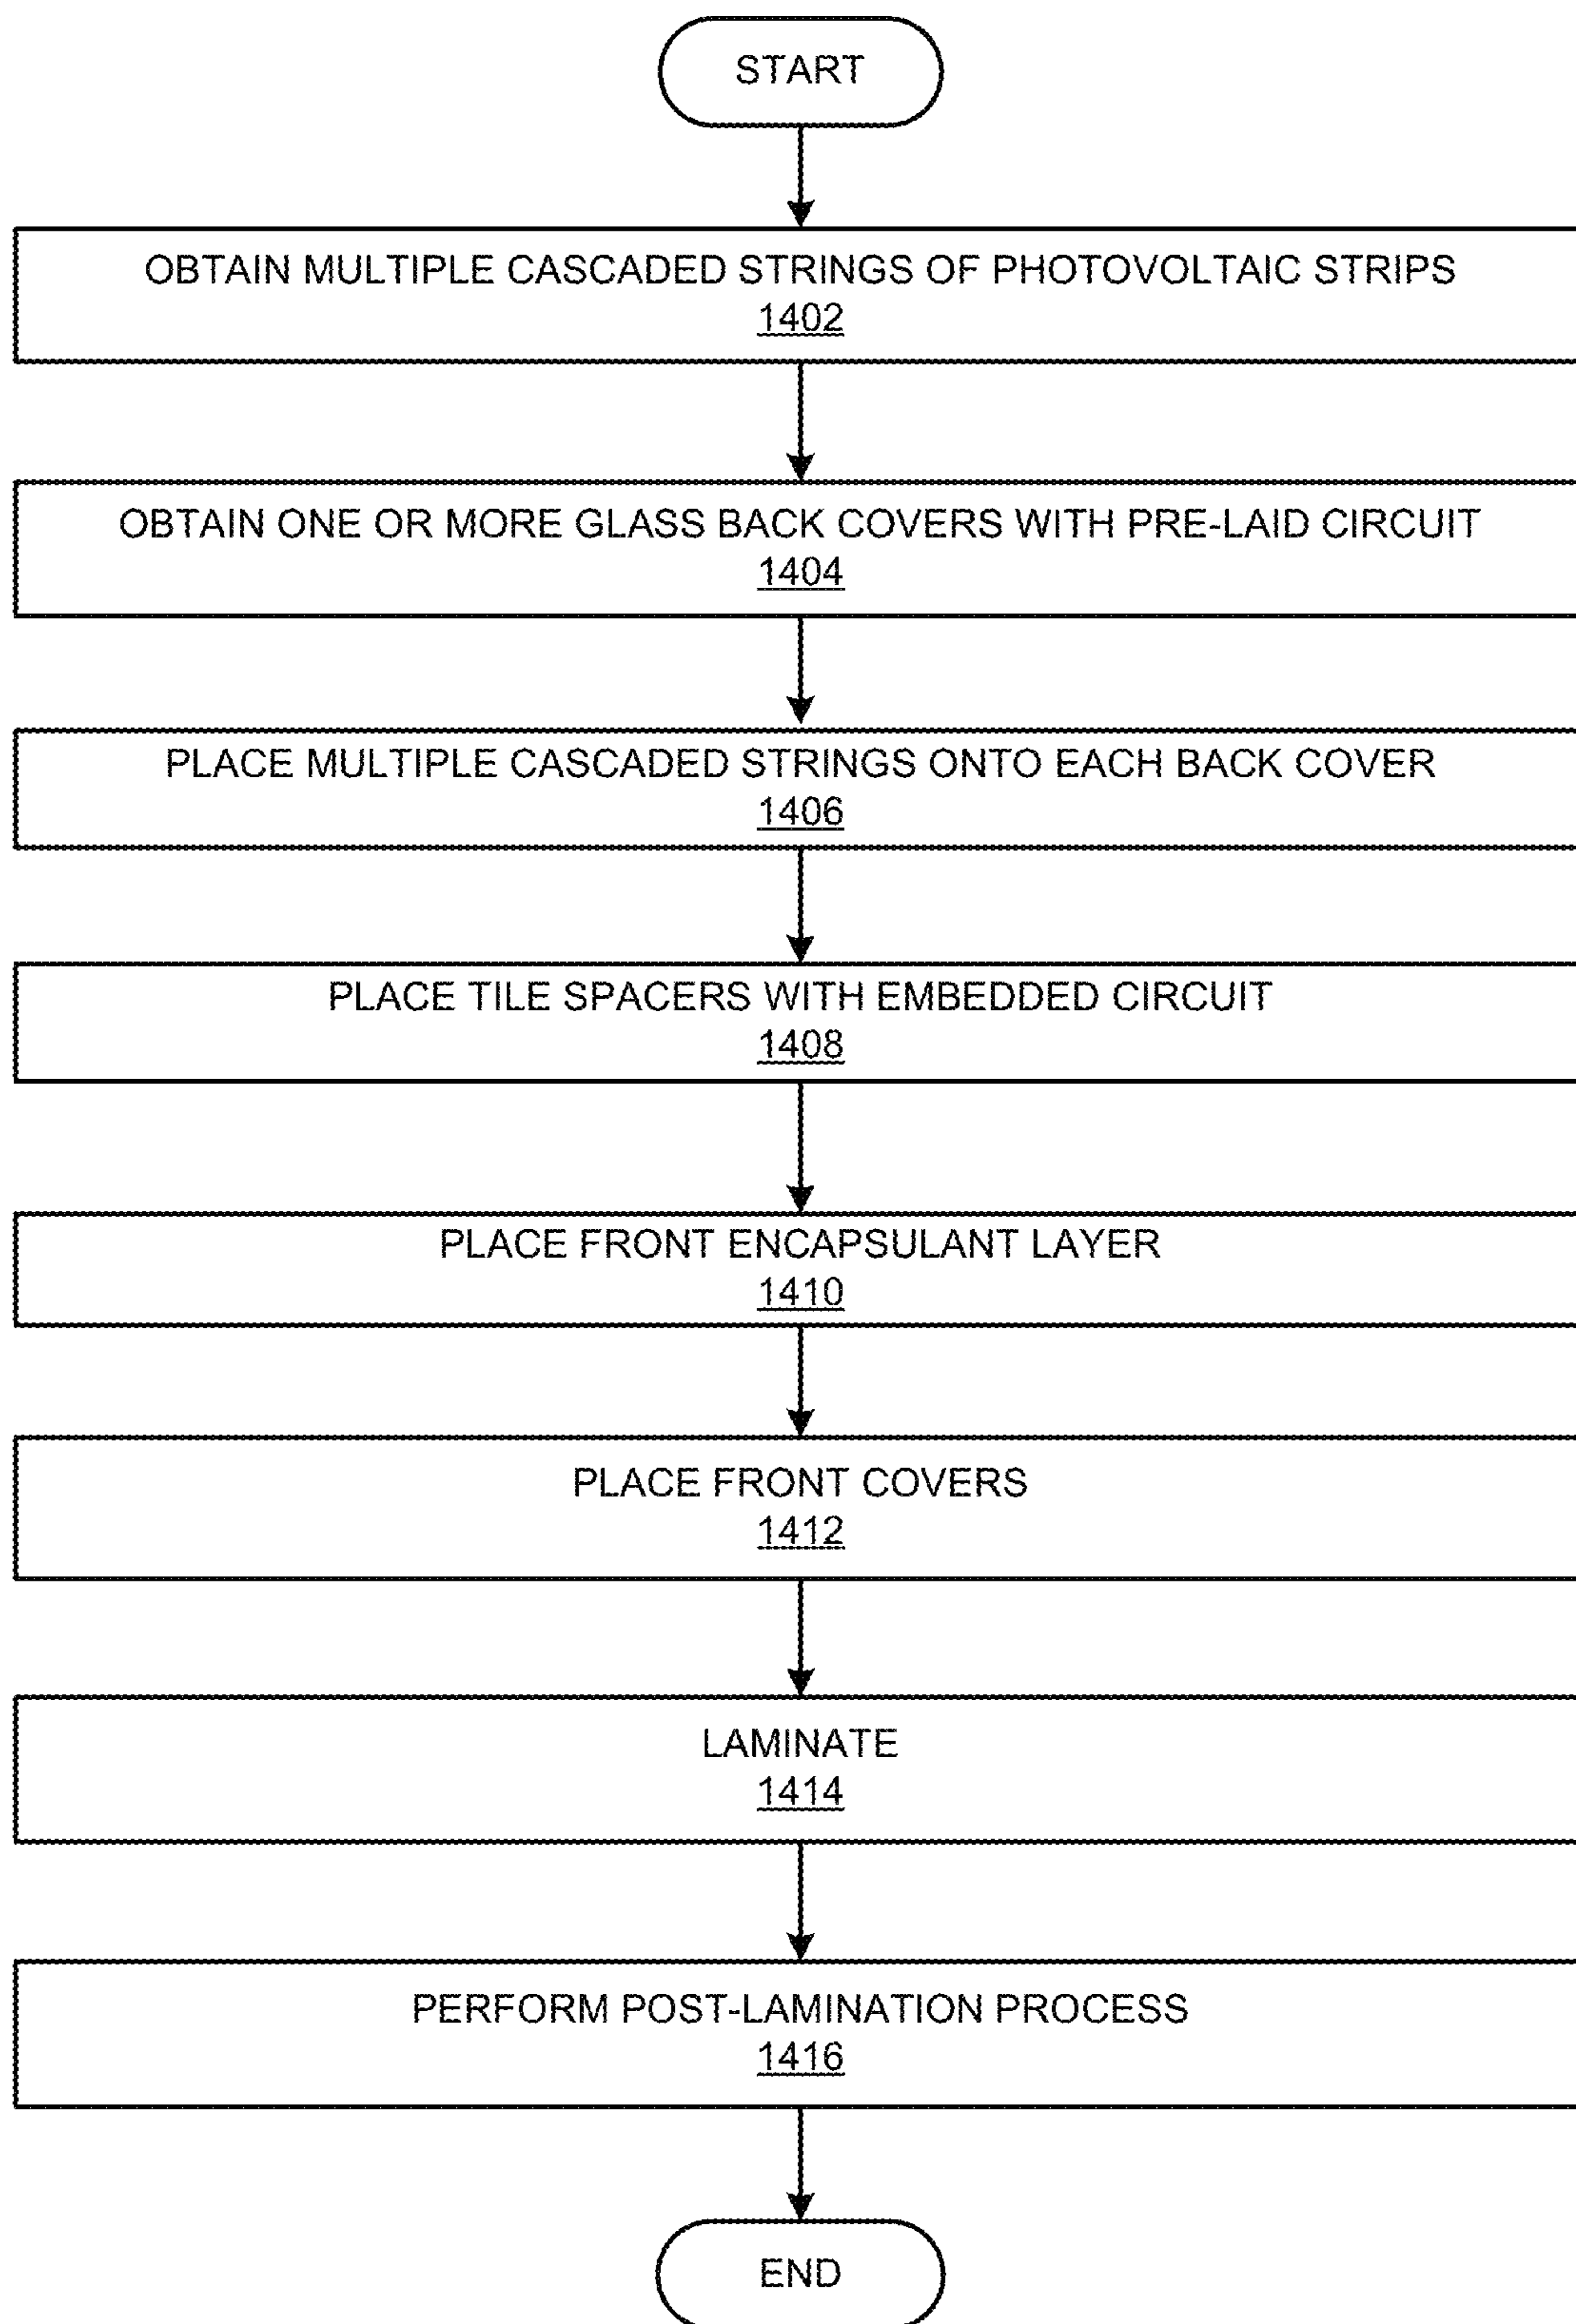 START
OBTAIN MULTIPLE CASCADED STRINGS OF PHOTOVOLTAIC STRIPS
1402
OBTAIN ONE OR MORE GLASS BACK COVERS WITH PRE-LAID CIRCUIT
1404
PLACE MULTIPLE CASCADED STRINGS ONTO EACH BACK COVER
1406
PLACE TILE SPACERS WITH EMBEDDED CIRCUIT
1408
PLACE FRONT ENCAPSULANT LAYER
1410
PLACE FRONT COVERS
1412
LAMINATE
1414
PERFORM POST-LAMINATION PROCESS
1416
END